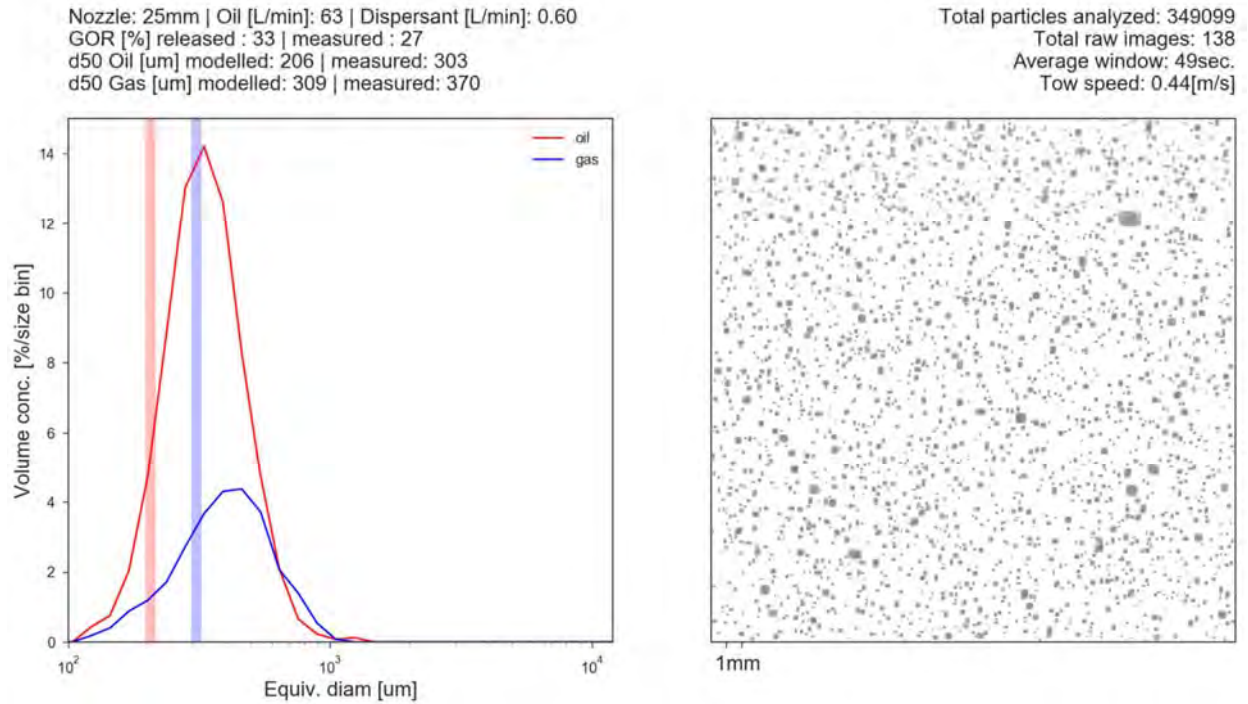 Nozzle: 25mm | Oil [L/min]: 63 | Dispersant [L/min]: 0.60
GOR [%] released : 33 | measured : 27
d50 Oil [um] modelled: 206 | measured: 303
d50 Gas [um] modelled: 309 | measured: 370
Total particles analyzed: 349099
Total raw images: 138
Average window: 49sec.
Tow speed: 0.44[m/s]
oil
gas
14
12
10
8
6
4
2
0
Volume conc. [%/size bin]
10² 10³ 10⁴
Equiv. diam [um]
1mm